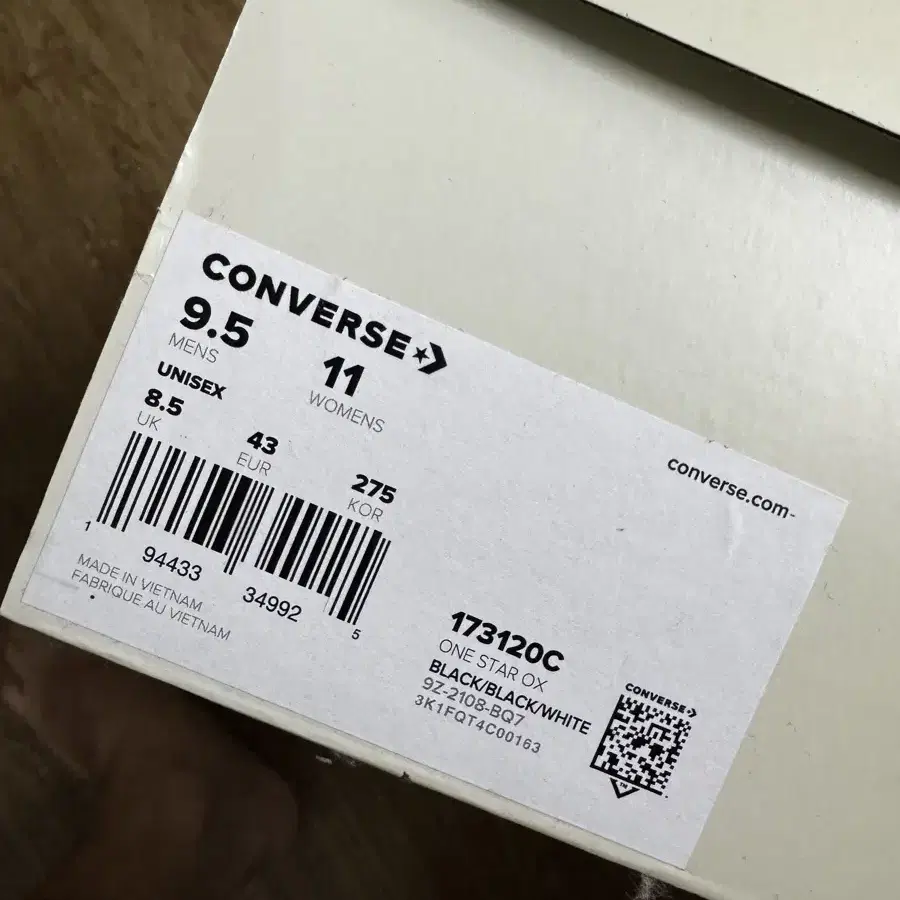 CONVERSE
9.5
MENS
11
WOMENS
UNISEX
8.5
UK
43
EUR
275
KOR
1 94433 34992 5
MADE IN VIETNAM
FABRIQUE AU VIETNAM
converse.com
173120C
ONE STAR OX
BLACK/BLACK/WHITE
9Z-2108-BQ7
3K1FQT4C00163
CONVERSE